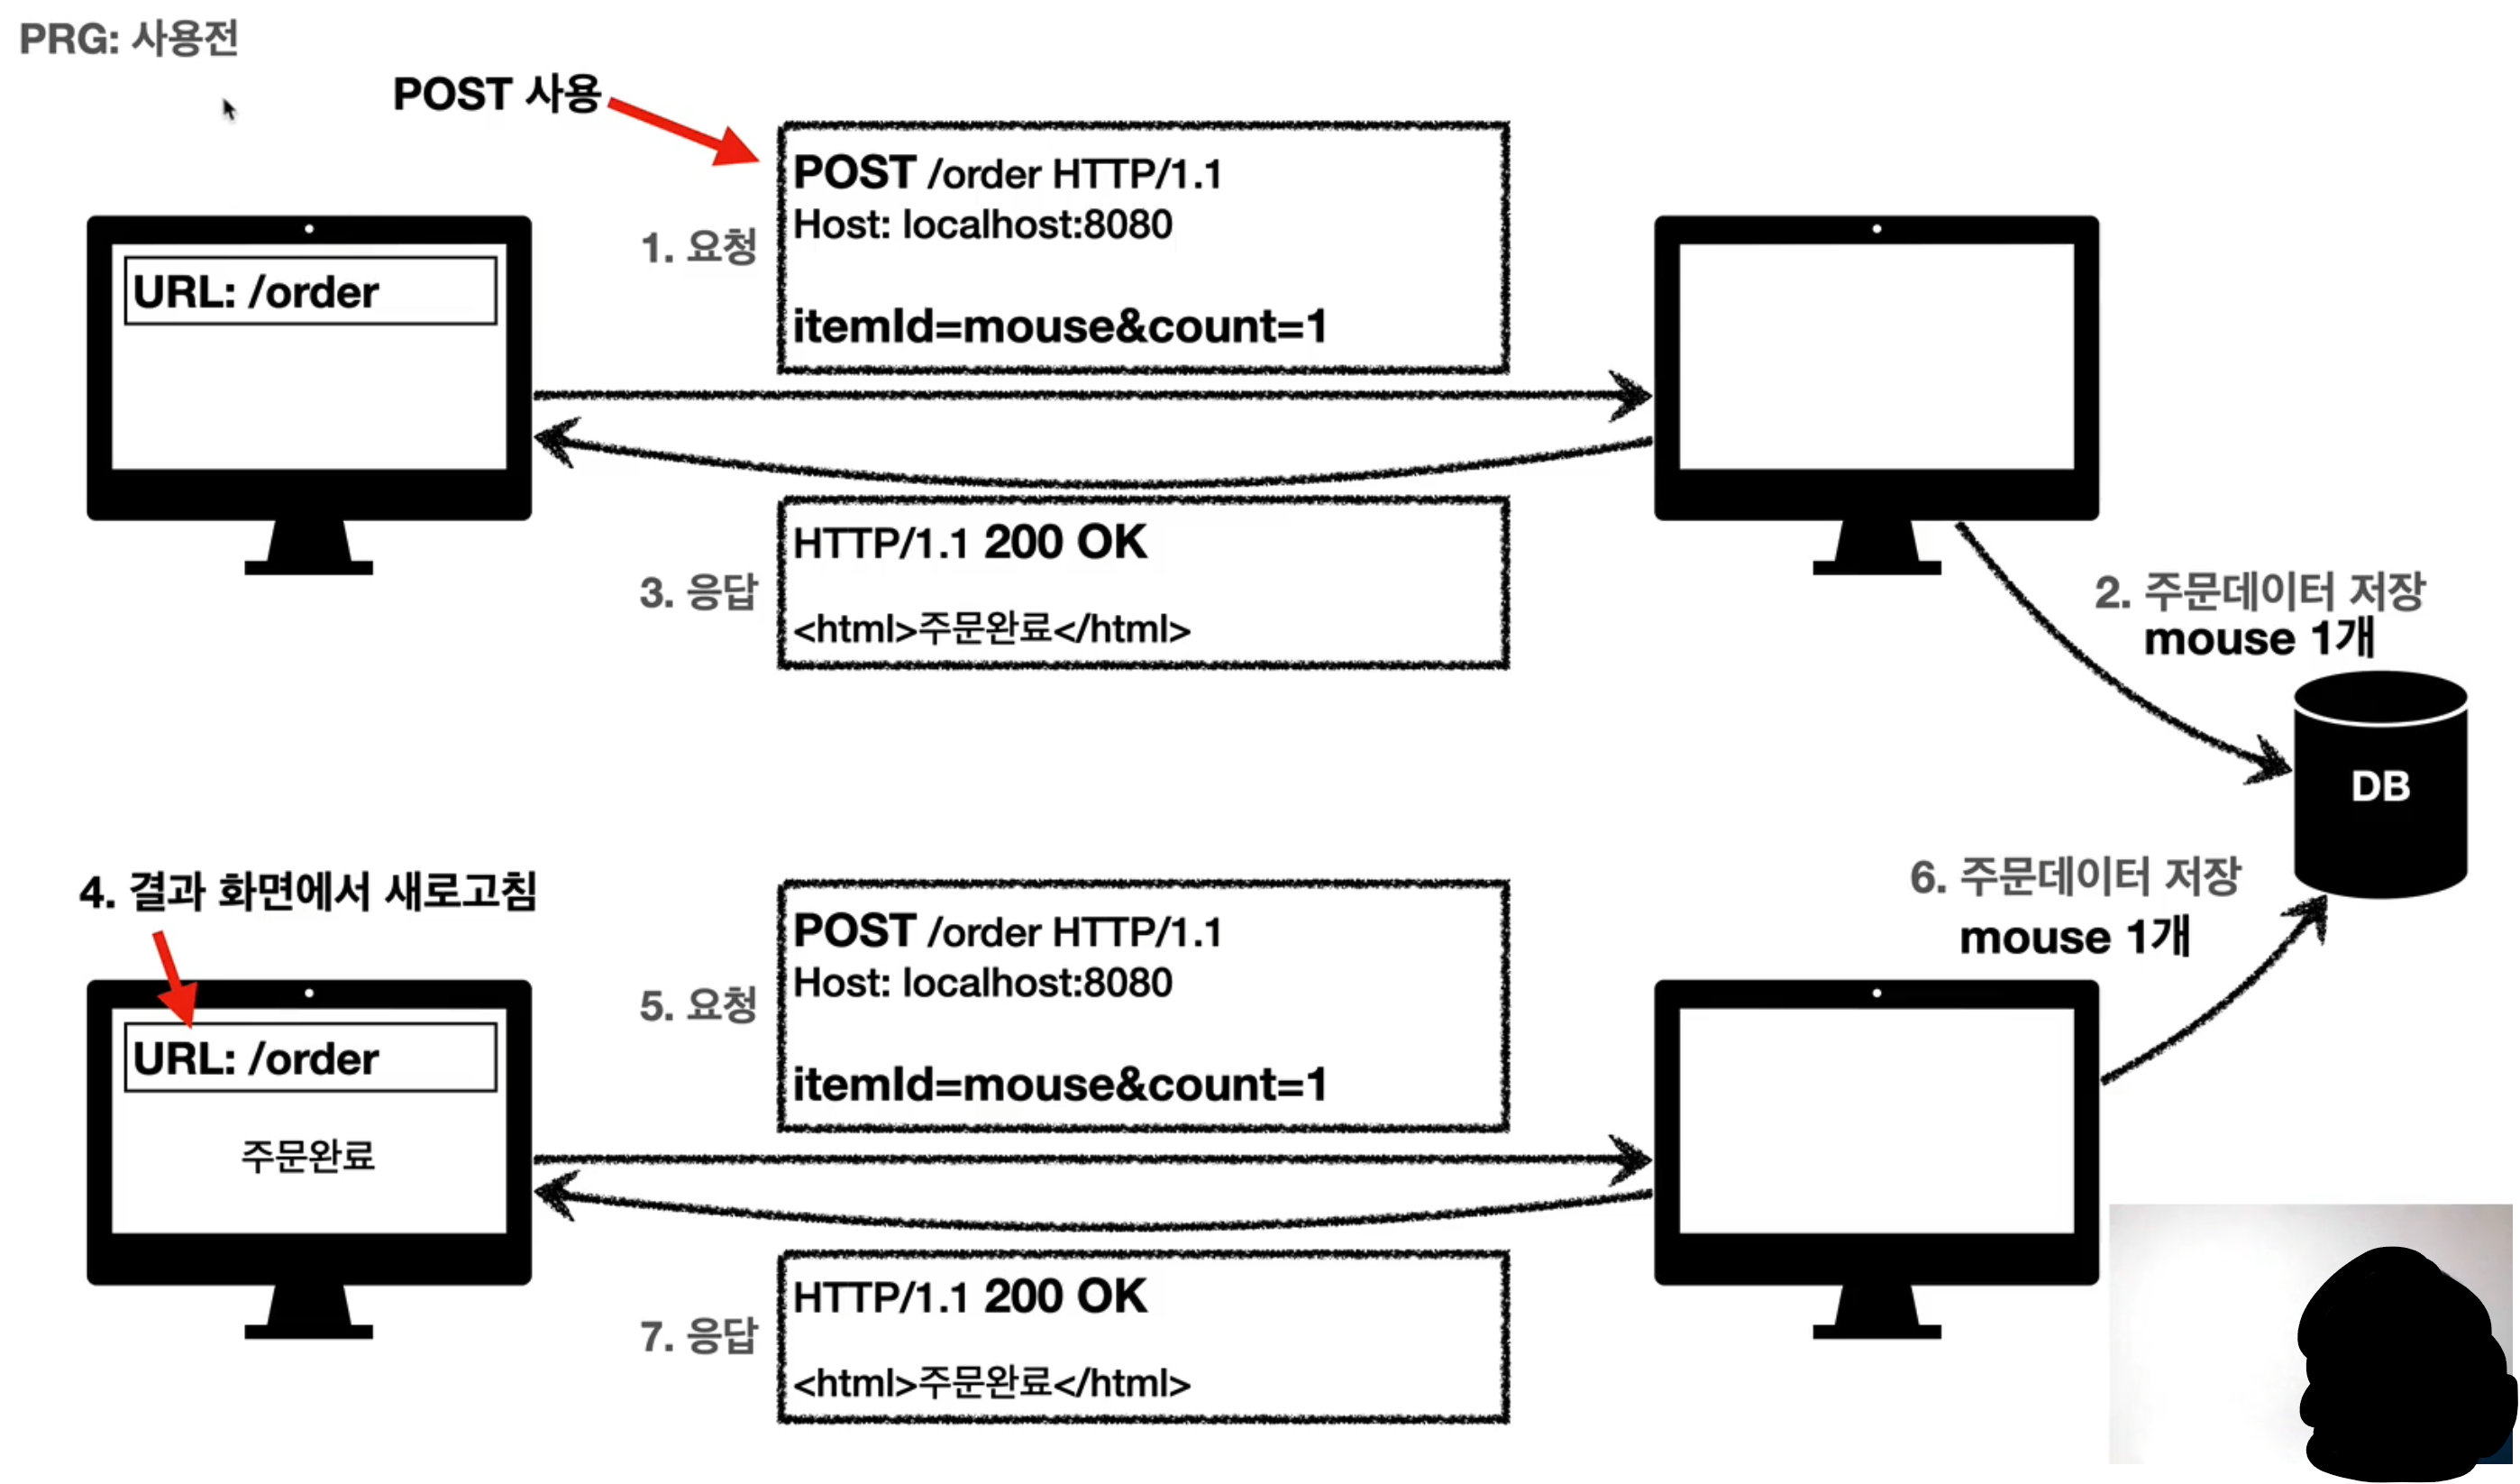 PRG: 사용전
POST 사용
POST /order HTTP/1.1
Host: localhost:8080
1. 요청
itemId=mouse&count=1
URL: /order
HTTP/1.1 200 OK
3. 응답
<html>주문완료</html>
2. 주문데이터 저장
mouse 1개
DB
4. 결과 화면에서 새로고침
URL: /order
주문완료
POST /order HTTP/1.1
Host: localhost:8080
5. 요청
itemId=mouse&count=1
6. 주문데이터 저장
mouse 1개
HTTP/1.1 200 OK
7. 응답
<html>주문완료</html>